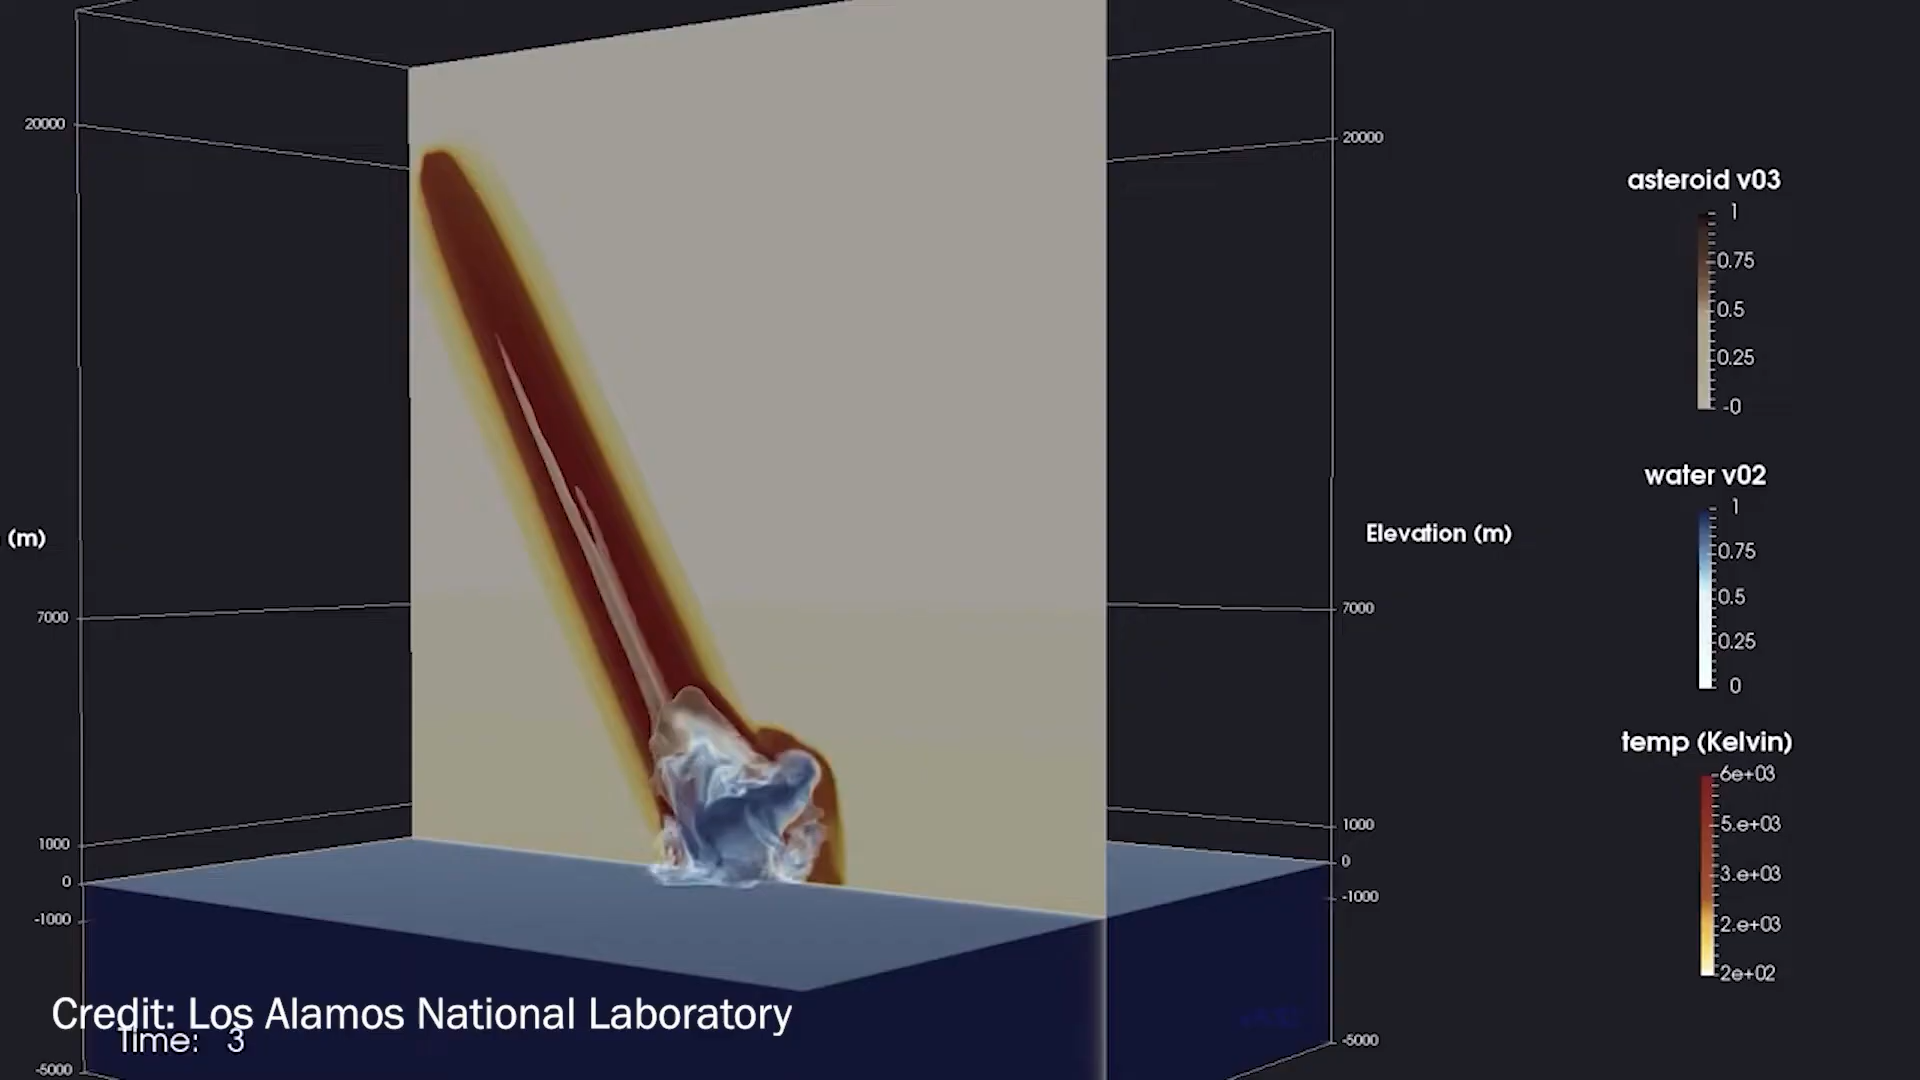 20000
(m)
7000
1000
0
-1000
-5000
20000
Elevation (m)
7000
1000
0
-1000
-5000
asteroid v03
1
0.75
0.5
0.25
-0
water v02
1
0.75
0.5
0.25
0
temp (Kelvin)
6e+03
5.e+03
3.e+03
2.e+03
2e+02
Credit: Los Alamos National Laboratory
Time: 3